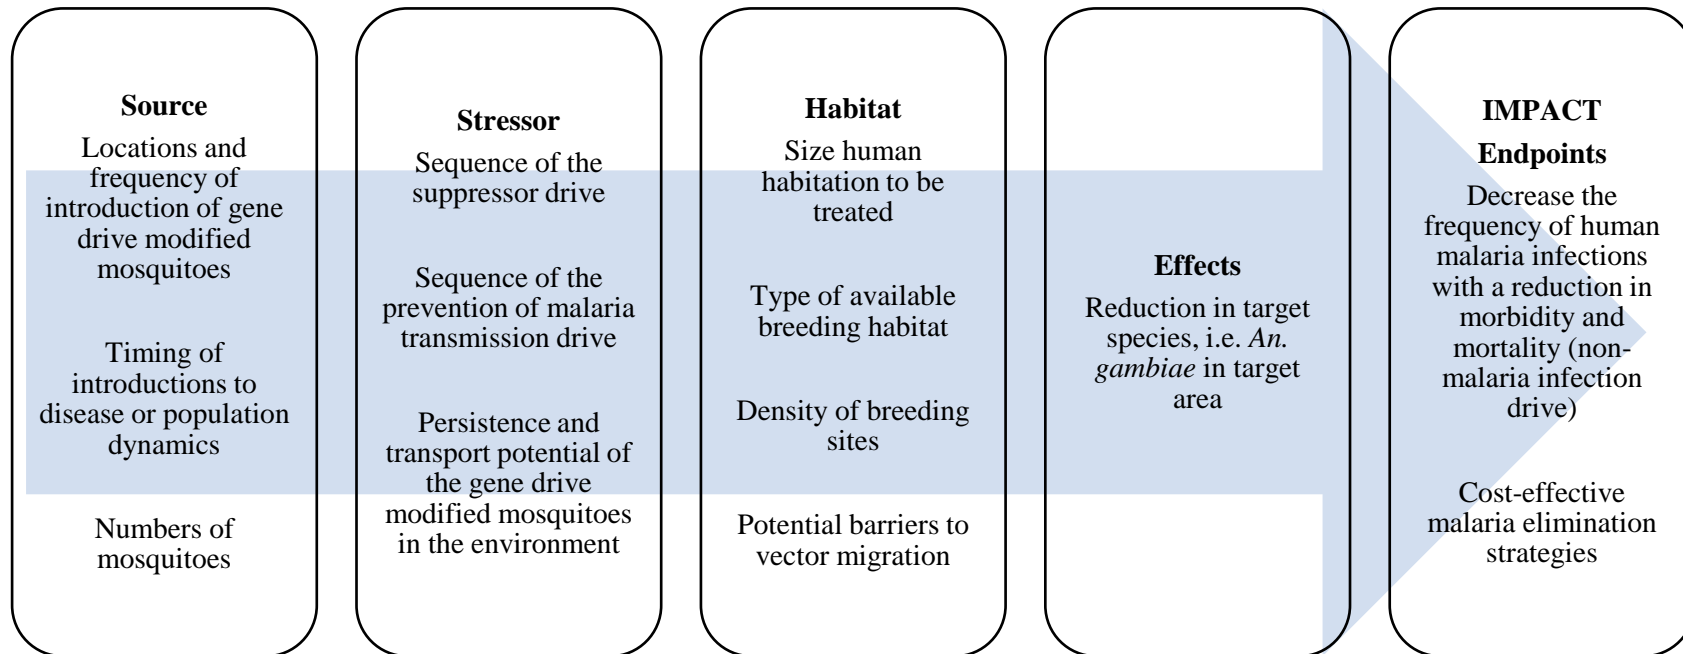 Source
Locations and
frequency of
introduction of gene
drive modified
mosquitoes
Timing of
introductions to
disease or population
dynamics
Numbers of
mosquitoes
Stressor
Sequence of the
suppressor drive
Sequence of the
prevention of malaria
transmission drive
Persistence and
transport potential of
the gene drive
modified mosquitoes
in the environment
Habitat
Size human
habitation to be
treated
Type of available
breeding habitat
Density of breeding
sites
Potential barriers to
vector migration
Effects
Reduction in target
species, i.e. An.
gambiae in target
area
IMPACT
Endpoints
Decrease the
frequency of human
malaria infections
with a reduction in
morbidity and
mortality (non-
malaria infection
drive)
Cost-effective
malaria elimination
strategies